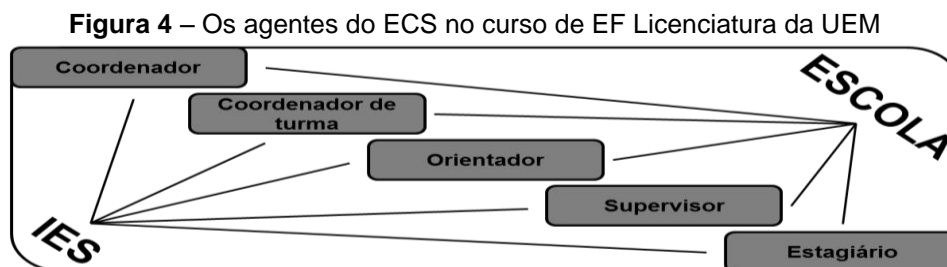 Figura 4 – Os agentes do ECS no curso de EF Licenciatura da UEM
Coordenador
ESCOLA
Coordenador de
turma
Orientador
Supervisor
IES
Estagiário